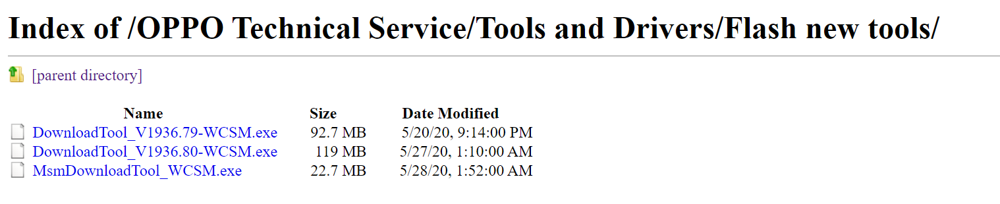 Index of /OPPO Technical Service/Tools and Drivers/Flash new tools/
[parent directory]
Name Size Date Modified
DownloadTool_V1936.79-WCSM.exe 92.7 MB 5/20/20, 9:14:00 PM
DownloadTool_V1936.80-WCSM.exe 119 MB 5/27/20, 1:10:00 AM
MsmDownloadTool_WCSM.exe 22.7 MB 5/28/20, 1:52:00 AM